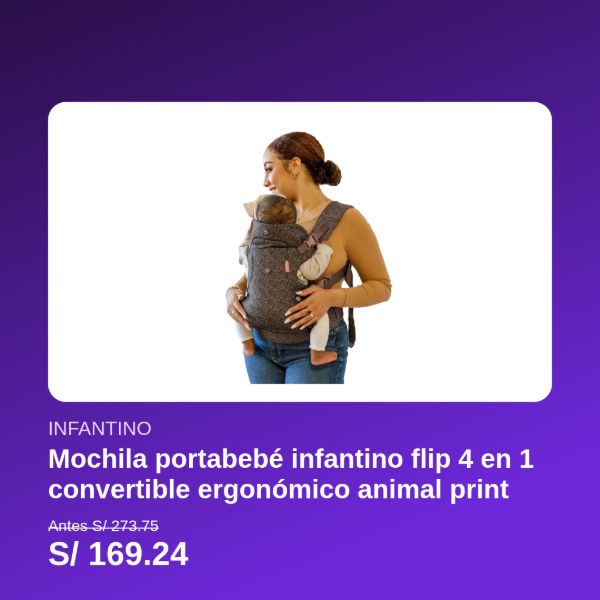 INFANTINO
Mochila portabebé infantino flip 4 en 1
convertible ergonómico animal print
Antes S/ 273.75
S/ 169.24